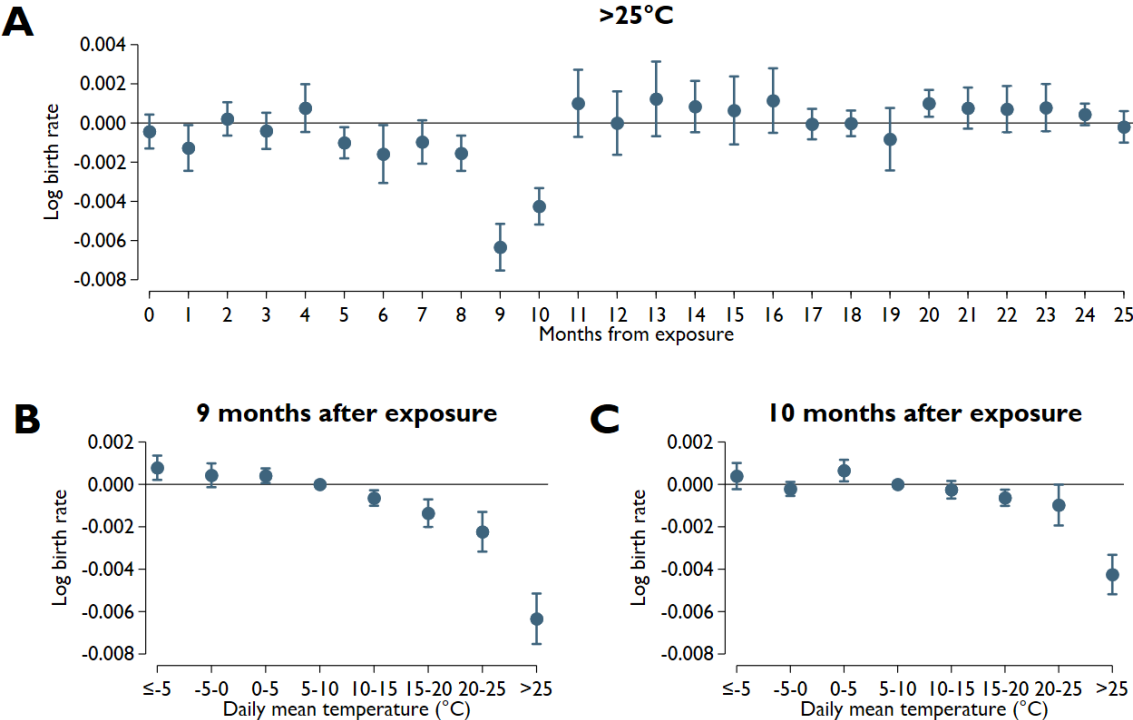 A
>25°C
Log birth rate
0.004
0.002
0.000
-0.002
-0.004
-0.006
-0.008
0 1 2 3 4 5 6 7 8 9 10 11 12 13 14 15 16 17 18 19 20 21 22 23 24 25
Months from exposure
B
9 months after exposure
Log birth rate
0.002
0.000
-0.002
-0.004
-0.006
-0.008
≤-5 -5-0 0-5 5-10 10-15 15-20 20-25 >25
Daily mean temperature (°C)
C
10 months after exposure
Log birth rate
0.002
0.000
-0.002
-0.004
-0.006
-0.008
≤-5 -5-0 0-5 5-10 10-15 15-20 20-25 >25
Daily mean temperature (°C)